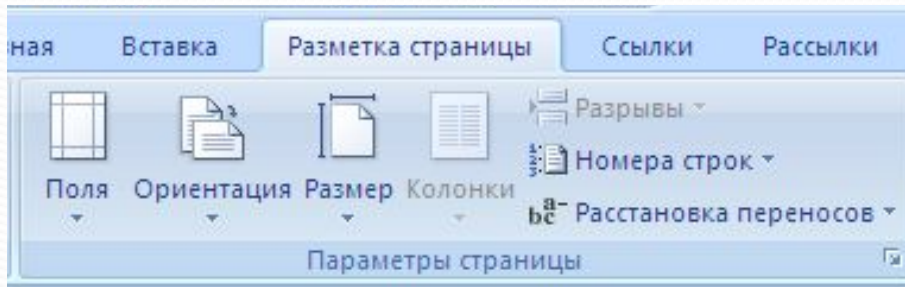 ная Вставка Разметка страницы Ссылки Рассылки
Разрывы
Номера строк
Поля Ориентация Размер Колонки
Расстановка переносов
Параметры страницы